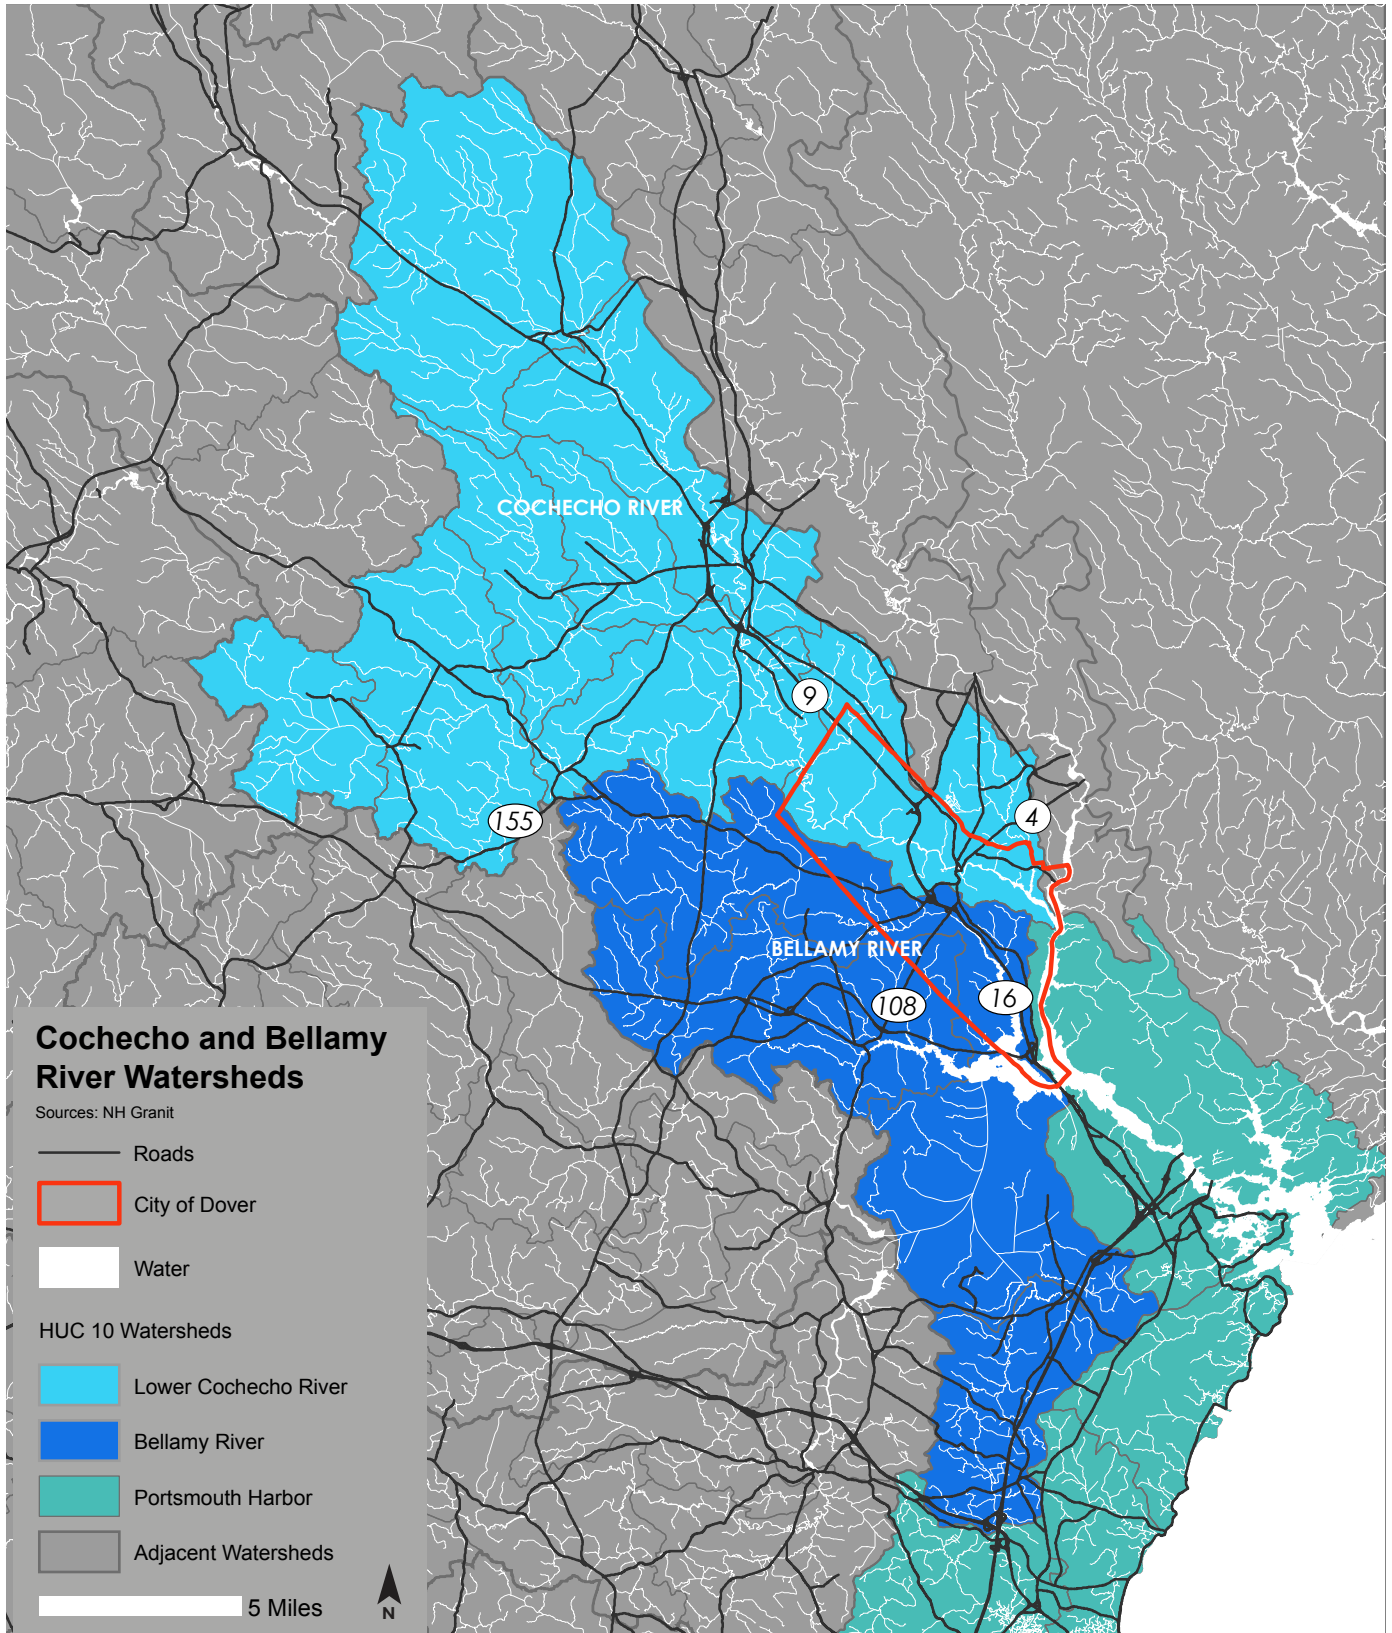 COCHECHO RIVER
9
155
4
BELLAMY RIVER
108
16
Cochecho and Bellamy
River Watersheds
Sources: NH Granit
Roads
City of Dover
Water
HUC 10 Watersheds
Lower Cochecho River
Bellamy River
Portsmouth Harbor
Adjacent Watersheds
5 Miles
N